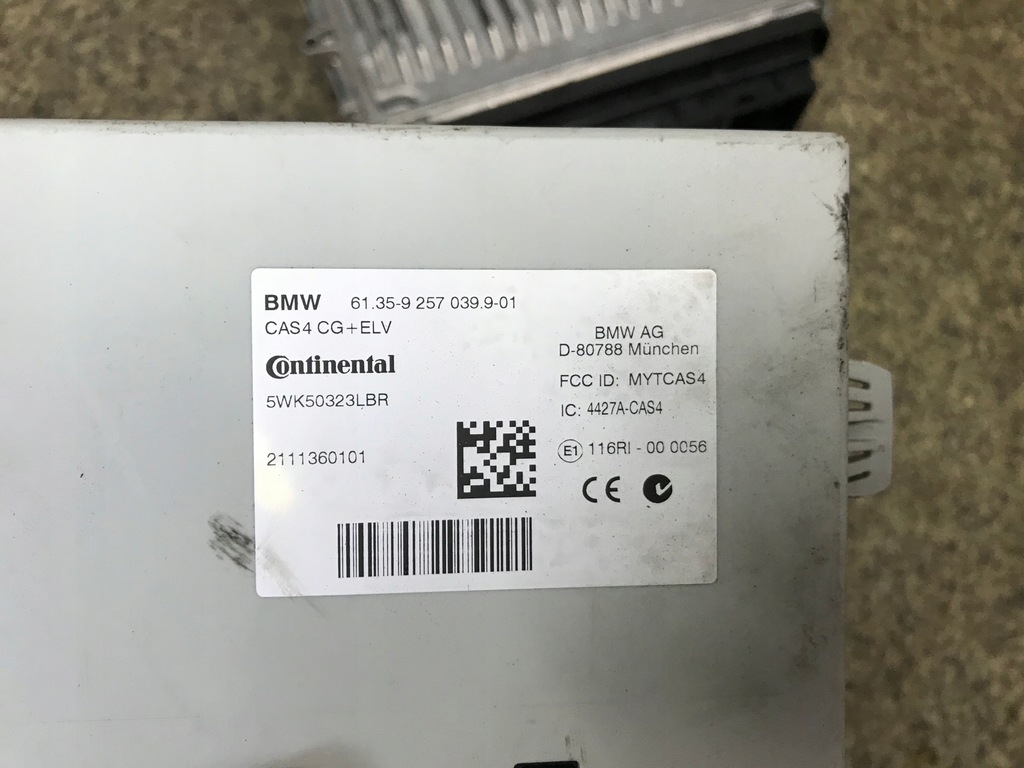 BMW 61.35-9 257 039.9-01
CAS4 CG+ELV
Continental
5WK50323LBR
2111360101
BMW AG
D-80788 München
FCC ID: MYTCAS4
IC: 4427A-CAS4
E1 116RI - 00 0056
CE